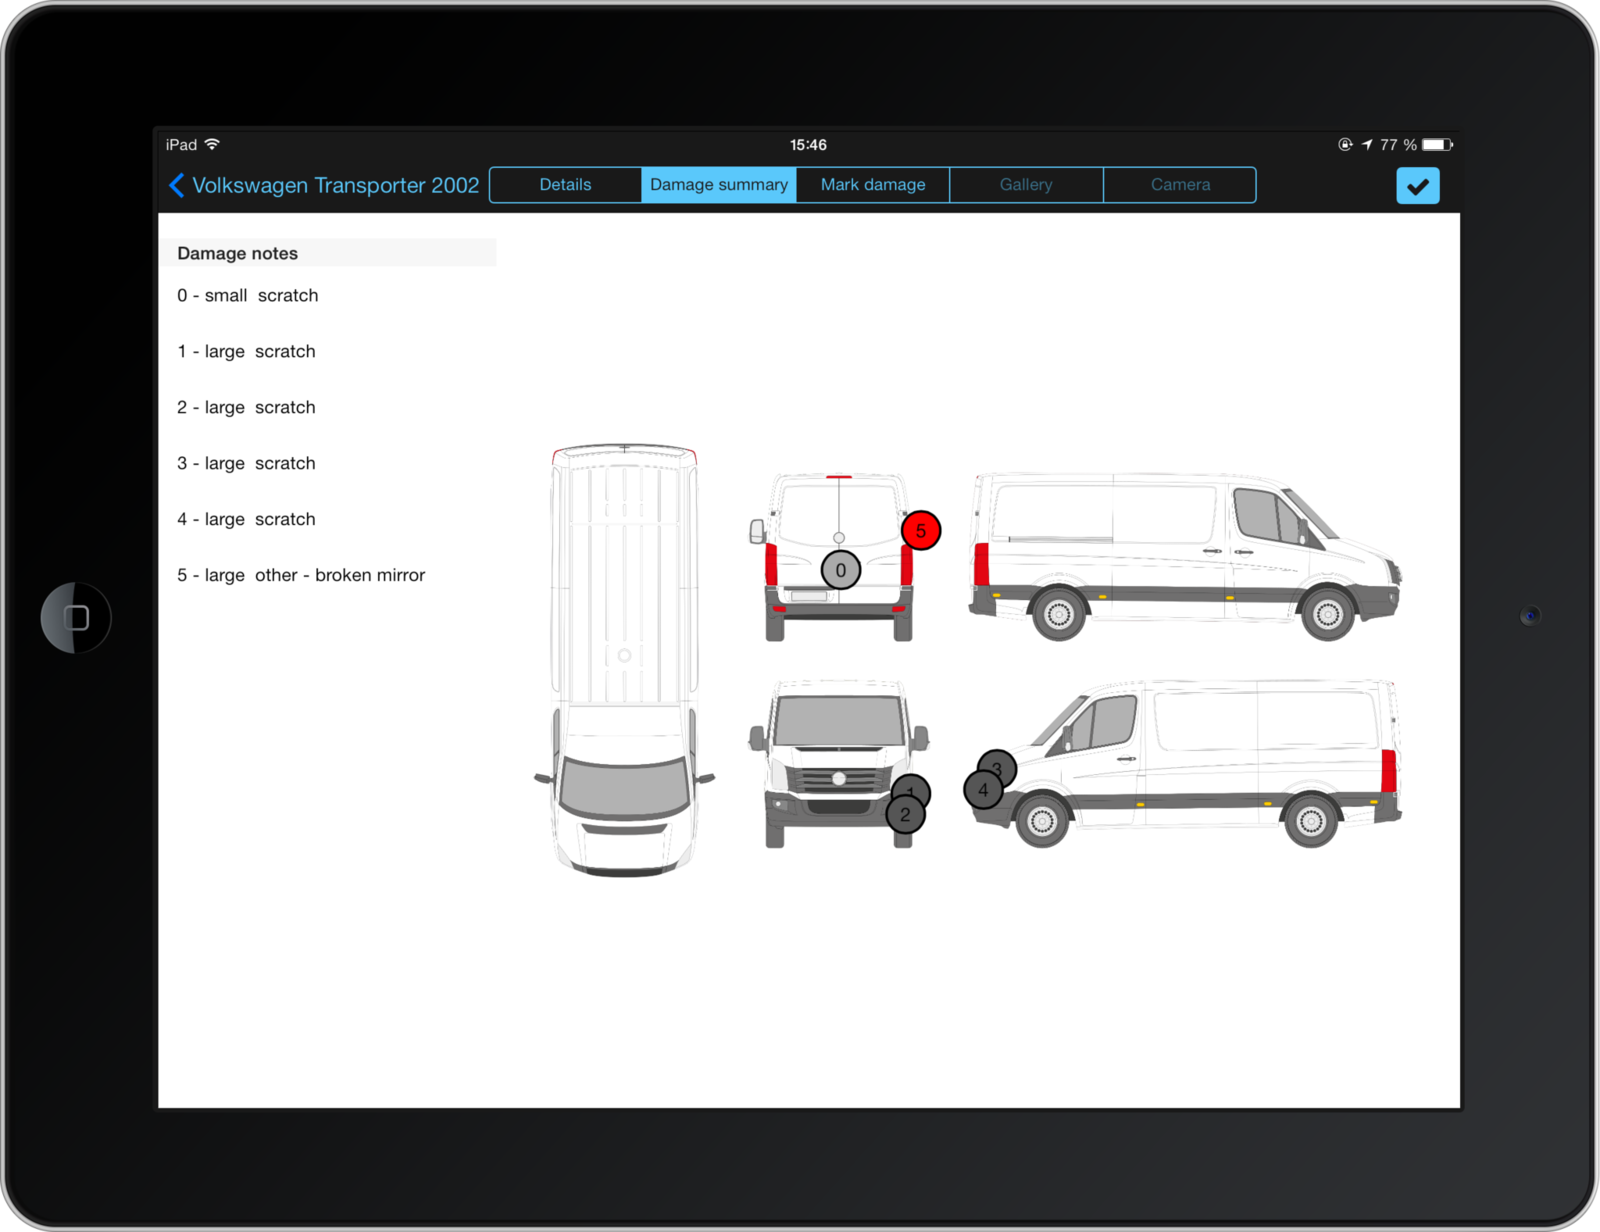 iPad 15:46 77 %
Volkswagen Transporter 2002 Details Damage summary Mark damage Gallery Camera
Damage notes
0 - small  scratch
1 - large  scratch
2 - large  scratch
3 - large  scratch
4 - large  scratch
5 - large  other - broken mirror
5
0
3
4
1
2